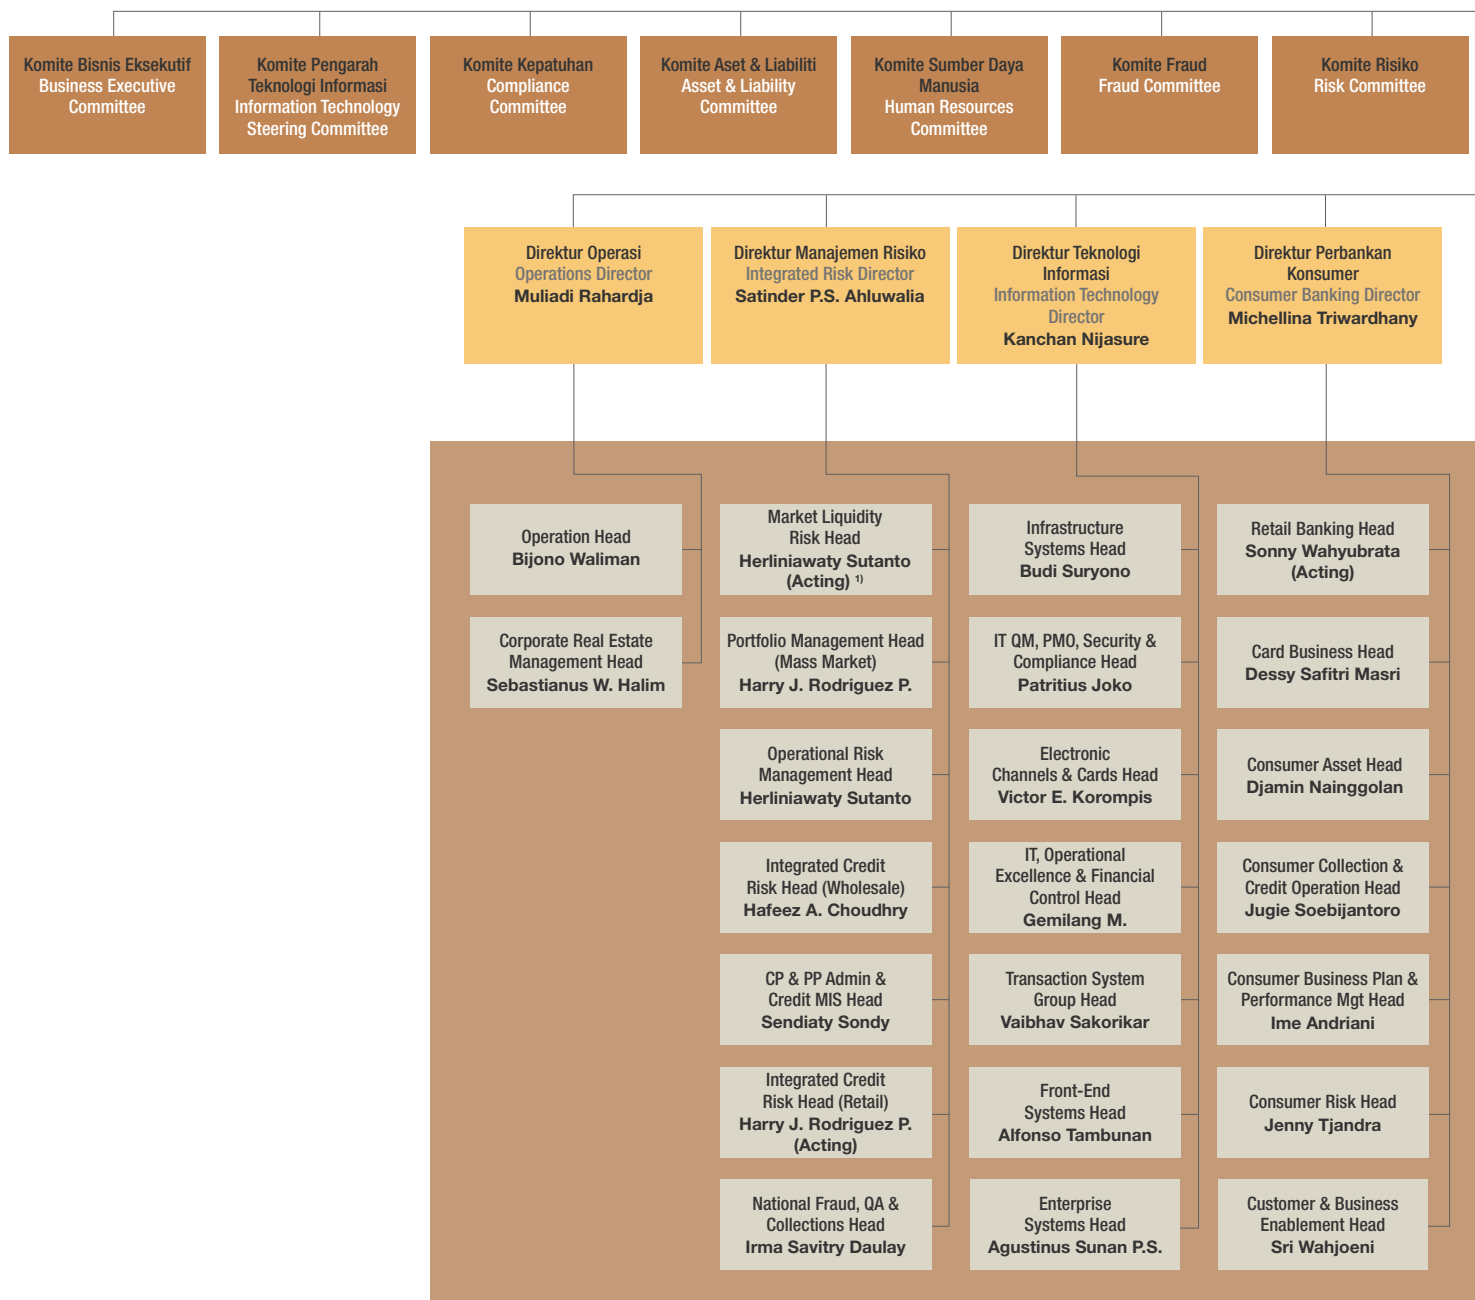 Komite Bisnis Eksekutif
Business Executive
Committee
Komite Pengarah
Teknologi Informasi
Information Technology
Steering Committee
Komite Kepatuhan
Compliance
Committee
Komite Aset & Liabiliti
Asset & Liability
Committee
Komite Sumber Daya
Manusia
Human Resources
Committee
Komite Fraud
Fraud Committee
Komite Risiko
Risk Committee
Direktur Operasi
Operations Director
Muliadi Rahardja
Direktur Manajemen Risiko
Integrated Risk Director
Satinder P.S. Ahluwalia
Direktur Teknologi
Informasi
Information Technology
Director
Kanchan Nijasure
Direktur Perbankan
Konsumer
Consumer Banking Director
Michellina Triwardhany
Operation Head
Bijono Waliman
Corporate Real Estate
Management Head
Sebastianus W. Halim
Market Liquidity
Risk Head
Herliniawaty Sutanto
(Acting) 1)
Portfolio Management Head
(Mass Market)
Harry J. Rodriguez P.
Operational Risk
Management Head
Herliniawaty Sutanto
Integrated Credit
Risk Head (Wholesale)
Hafeez A. Choudhry
CP & PP Admin &
Credit MIS Head
Sendiaty Sondy
Integrated Credit
Risk Head (Retail)
Harry J. Rodriguez P.
(Acting)
National Fraud, QA &
Collections Head
Irma Savitry Daulay
Infrastructure
Systems Head
Budi Suryono
IT QM, PMO, Security &
Compliance Head
Patritius Joko
Electronic
Channels & Cards Head
Victor E. Korompis
IT, Operational
Excellence & Financial
Control Head
Gemilang M.
Transaction System
Group Head
Vaibhav Sakorikar
Front-End
Systems Head
Alfonso Tambunan
Enterprise
Systems Head
Agustinus Sunan P.S.
Retail Banking Head
Sonny Wahyubrata
(Acting)
Card Business Head
Dessy Safitri Masri
Consumer Asset Head
Djamin Nainggolan
Consumer Collection &
Credit Operation Head
Jugie Soebijantoro
Consumer Business Plan &
Performance Mgt Head
Ime Andriani
Consumer Risk Head
Jenny Tjandra
Customer & Business
Enablement Head
Sri Wahjoeni